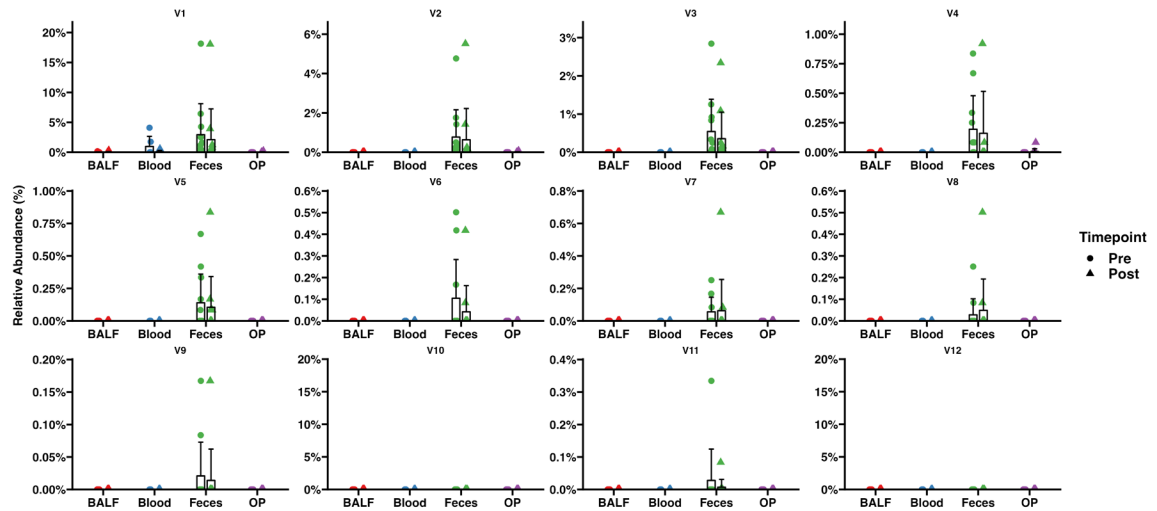 V1 V2 V3 V4
20% 6% 3% 1.00%
15% 4% 2% 0.75%
10% 2% 1% 0.50%
5% 0% 0% 0.25%
0% 0.00%
BALF Blood Feces OP BALF Blood Feces OP BALF Blood Feces OP BALF Blood Feces OP
Relative Abundance (%)
V5 V6 V7 V8
1.00% 0.6% 0.8% 0.6%
0.75% 0.5% 0.6% 0.5%
0.50% 0.4% 0.4% 0.4%
0.25% 0.3% 0.2% 0.3%
0.00% 0.2% 0.0% 0.2%
0.1% 0.1%
0.0% 0.0%
BALF Blood Feces OP BALF Blood Feces OP BALF Blood Feces OP BALF Blood Feces OP
V9 V10 V11 V12
0.20% 20% 0.4% 20%
0.15% 15% 0.3% 15%
0.10% 10% 0.2% 10%
0.05% 5% 0.1% 5%
0.00% 0% 0.0% 0%
BALF Blood Feces OP BALF Blood Feces OP BALF Blood Feces OP BALF Blood Feces OP
Timepoint
Pre
Post